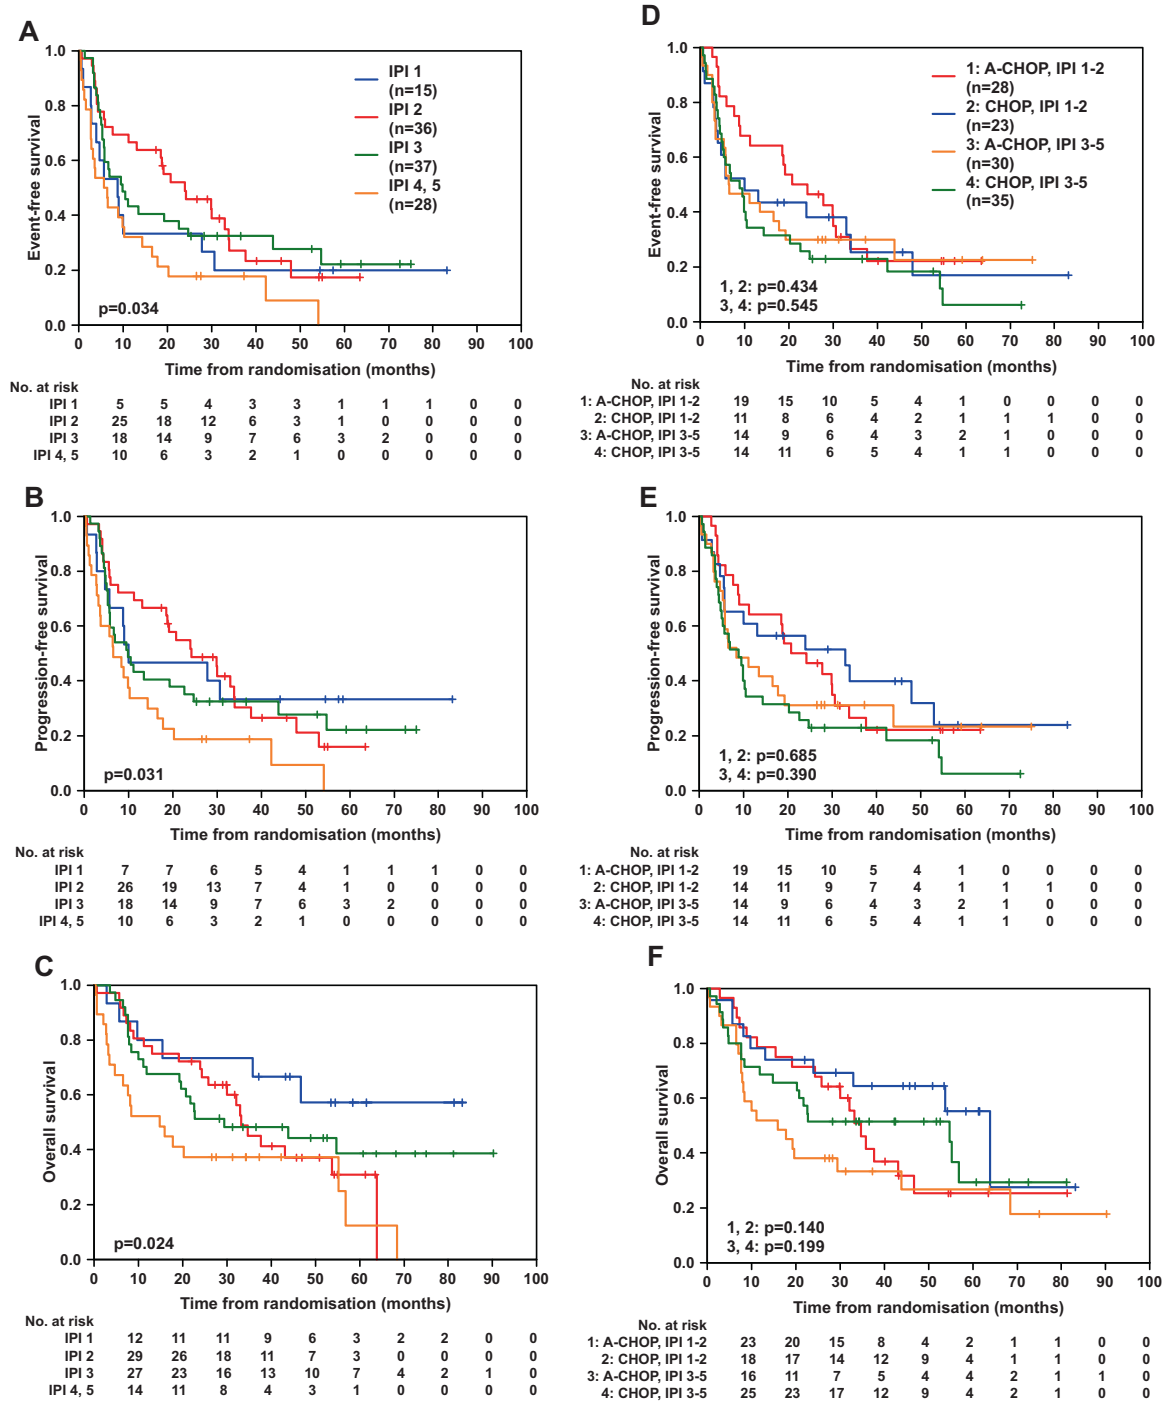 A
1.0
0.8
0.6
0.4
0.2
0.0
Event-free survival
IPI 1
(n=15)
IPI 2
(n=36)
IPI 3
(n=37)
IPI 4, 5
(n=28)
p=0.034
0 10 20 30 40 50 60 70 80 90 100
Time from randomisation (months)
No. at risk
IPI 1 5 5 4 3 3 1 1 1 0 0
IPI 2 25 18 12 6 3 1 0 0 0 0
IPI 3 18 14 9 7 6 3 2 0 0 0
IPI 4, 5 10 6 3 2 1 0 0 0 0 0
B
1.0
0.8
0.6
0.4
0.2
0.0
Progression-free survival
p=0.031
0 10 20 30 40 50 60 70 80 90 100
Time from randomisation (months)
No. at risk
IPI 1 7 7 6 5 4 1 1 1 0 0
IPI 2 26 19 13 7 4 1 0 0 0 0
IPI 3 18 14 9 7 6 3 2 0 0 0
IPI 4, 5 10 6 3 2 1 0 0 0 0 0
C
1.0
0.8
0.6
0.4
0.2
0.0
Overall survival
p=0.024
0 10 20 30 40 50 60 70 80 90 100
Time from randomisation (months)
No. at risk
IPI 1 12 11 11 9 6 3 2 2 0 0
IPI 2 29 26 18 11 7 3 0 0 0 0
IPI 3 27 23 16 13 10 7 4 2 1 0
IPI 4, 5 14 11 8 4 3 1 0 0 0 0
D
1.0
0.8
0.6
0.4
0.2
0.0
Event-free survival
1: A-CHOP, IPI 1-2
(n=28)
2: CHOP, IPI 1-2
(n=23)
3: A-CHOP, IPI 3-5
(n=30)
4: CHOP, IPI 3-5
(n=35)
1, 2: p=0.434
3, 4: p=0.545
0 10 20 30 40 50 60 70 80 90 100
Time from randomisation (months)
No. at risk
1: A-CHOP, IPI 1-2 19 15 10 5 4 1 0 0 0 0
2: CHOP, IPI 1-2 11 8 6 4 2 1 1 1 0 0
3: A-CHOP, IPI 3-5 14 9 6 4 3 2 1 0 0 0
4: CHOP, IPI 3-5 14 11 6 5 4 1 1 0 0 0
E
1.0
0.8
0.6
0.4
0.2
0.0
Progression-free survival
1, 2: p=0.685
3, 4: p=0.390
0 10 20 30 40 50 60 70 80 90 100
Time from randomisation (months)
No. at risk
1: A-CHOP, IPI 1-2 19 15 10 5 4 1 0 0 0 0
2: CHOP, IPI 1-2 14 11 9 7 4 1 1 1 0 0
3: A-CHOP, IPI 3-5 14 9 6 4 3 2 1 0 0 0
4: CHOP, IPI 3-5 14 11 6 5 4 1 1 0 0 0
F
1.0
0.8
0.6
0.4
0.2
0.0
Overall survival
1, 2: p=0.140
3, 4: p=0.199
0 10 20 30 40 50 60 70 80 90 100
Time from randomisation (months)
No. at risk
1: A-CHOP, IPI 1-2 23 20 15 8 4 2 1 1 0 0
2: CHOP, IPI 1-2 18 17 14 12 9 4 1 1 0 0
3: A-CHOP, IPI 3-5 16 11 7 5 4 4 2 1 1 0
4: CHOP, IPI 3-5 25 23 17 12 9 4 2 1 0 0